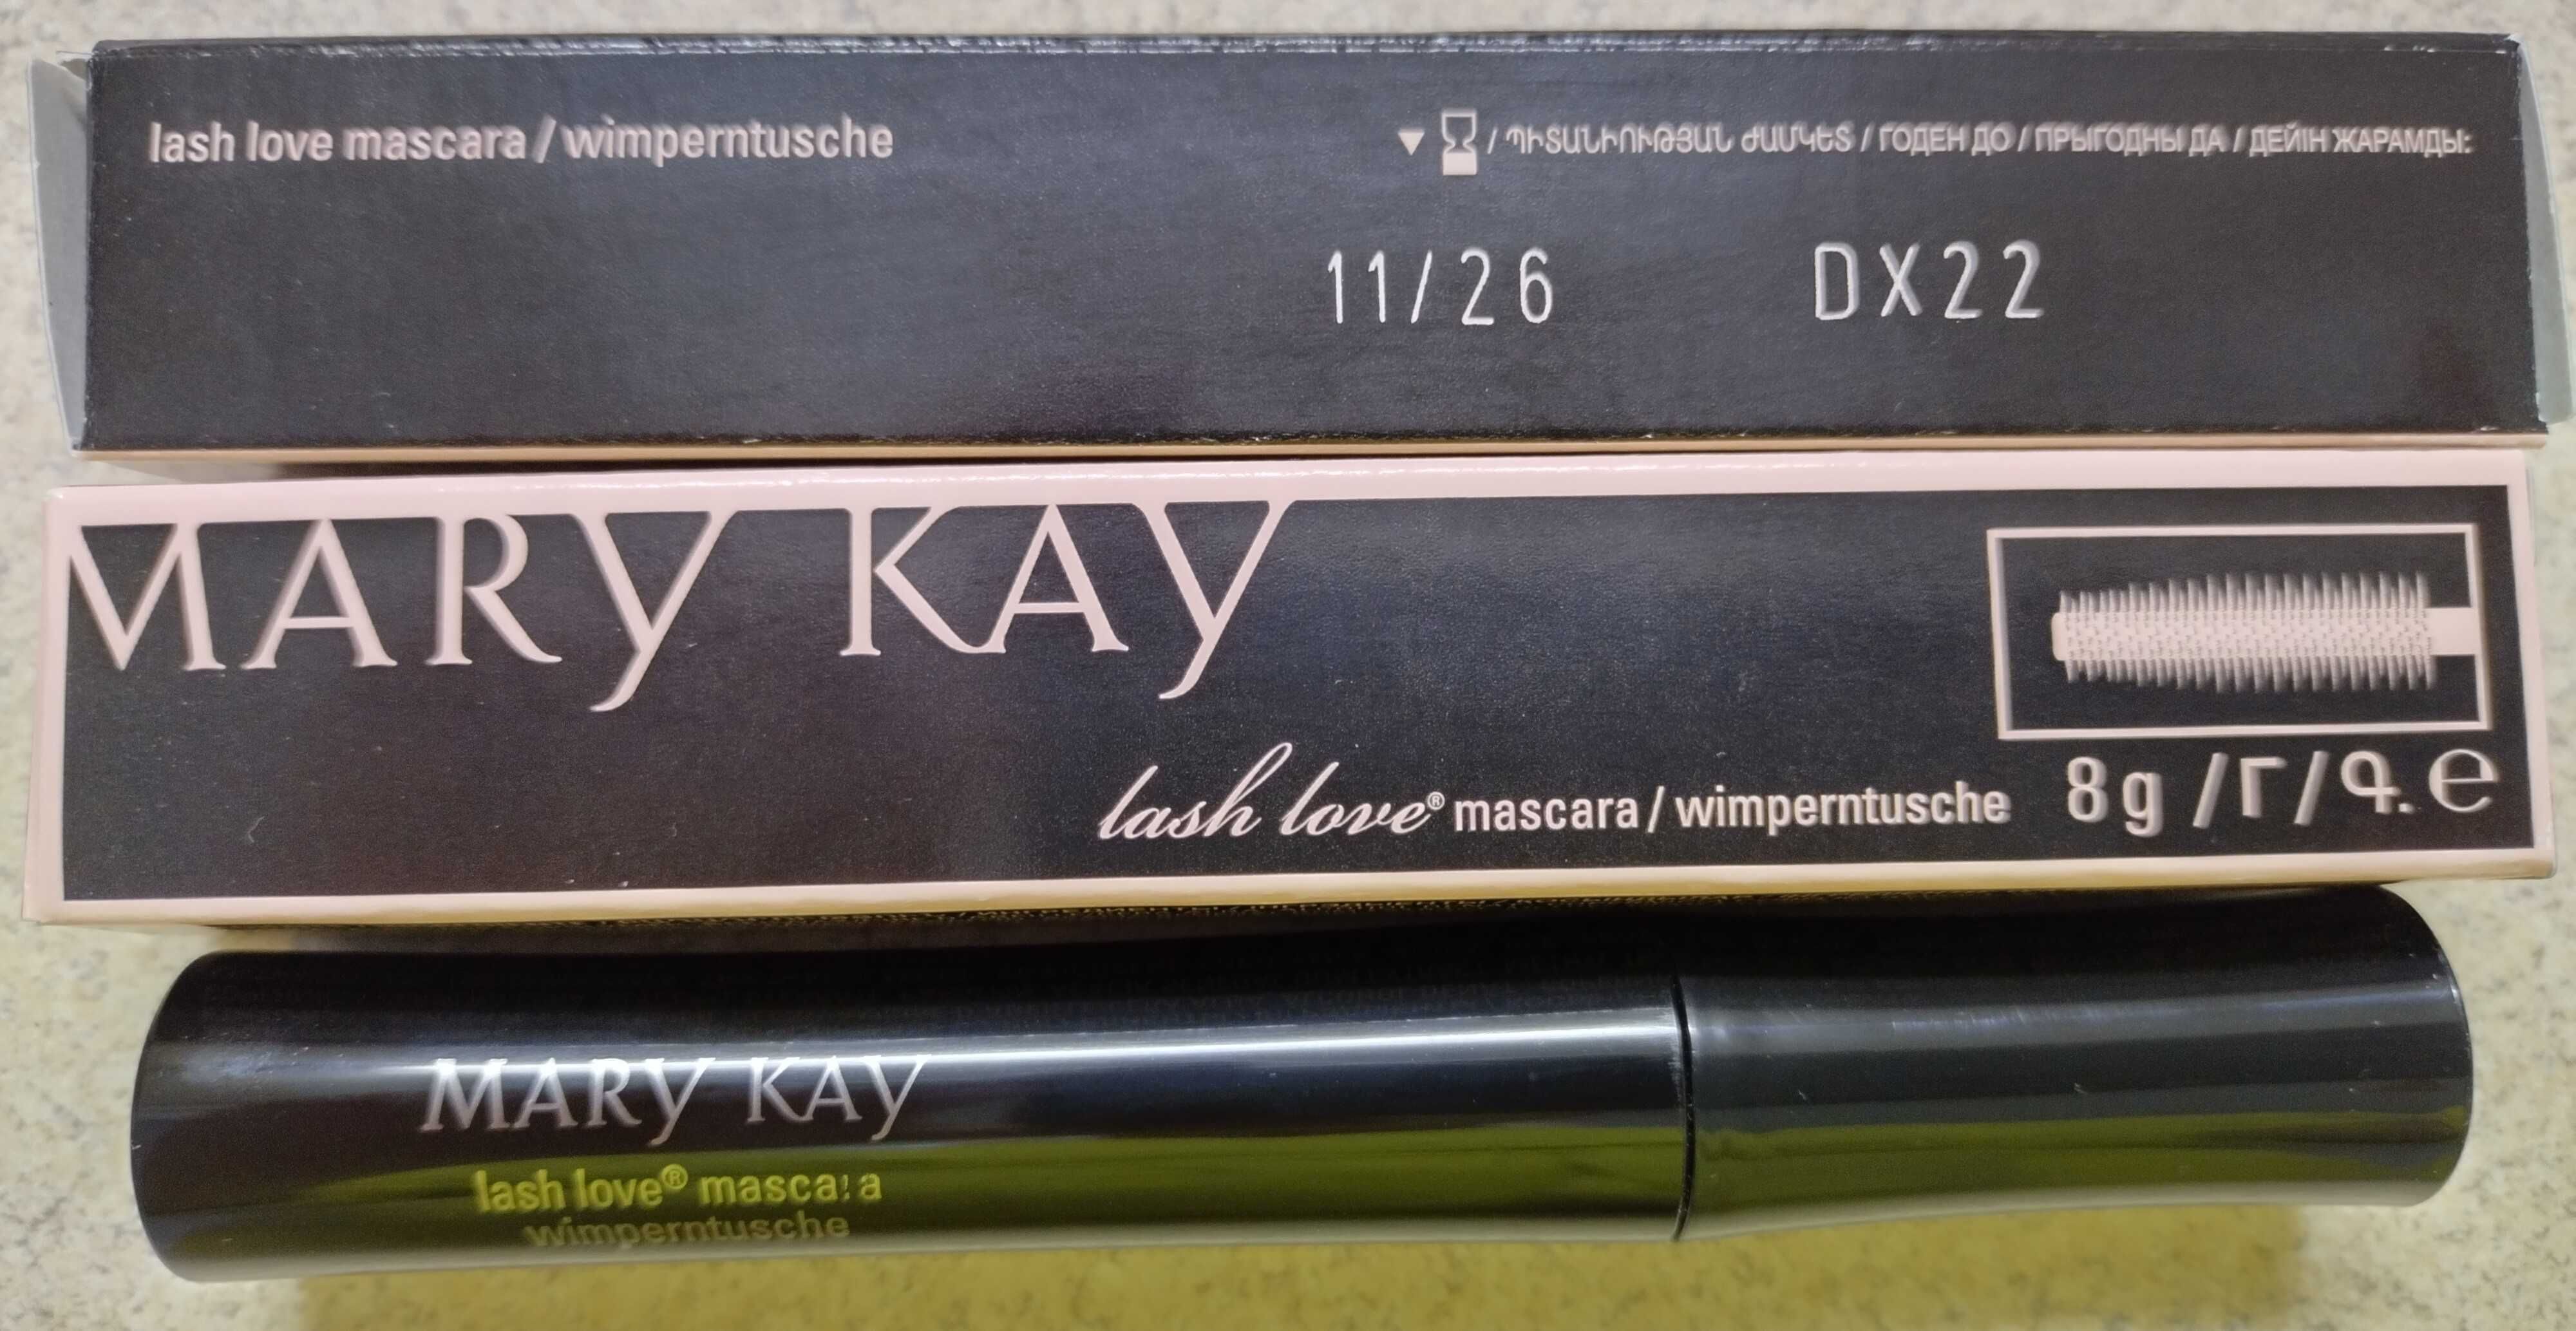 lash love mascara / wimperntusche
/ ՊԻՏԱՆԻՈՒԹՅԱՆ ԺԱՄԿԵՏ / ГОДЕН ДО / ПРЫГОДНЫ ДА / ДЕЙІН ЖАРАМДЫ:
11/26 DX22
MARY KAY
lash love® mascara / wimperntusche
8 g / Г / Գ. ℮
MARY KAY
lash love® mascara
wimperntusche